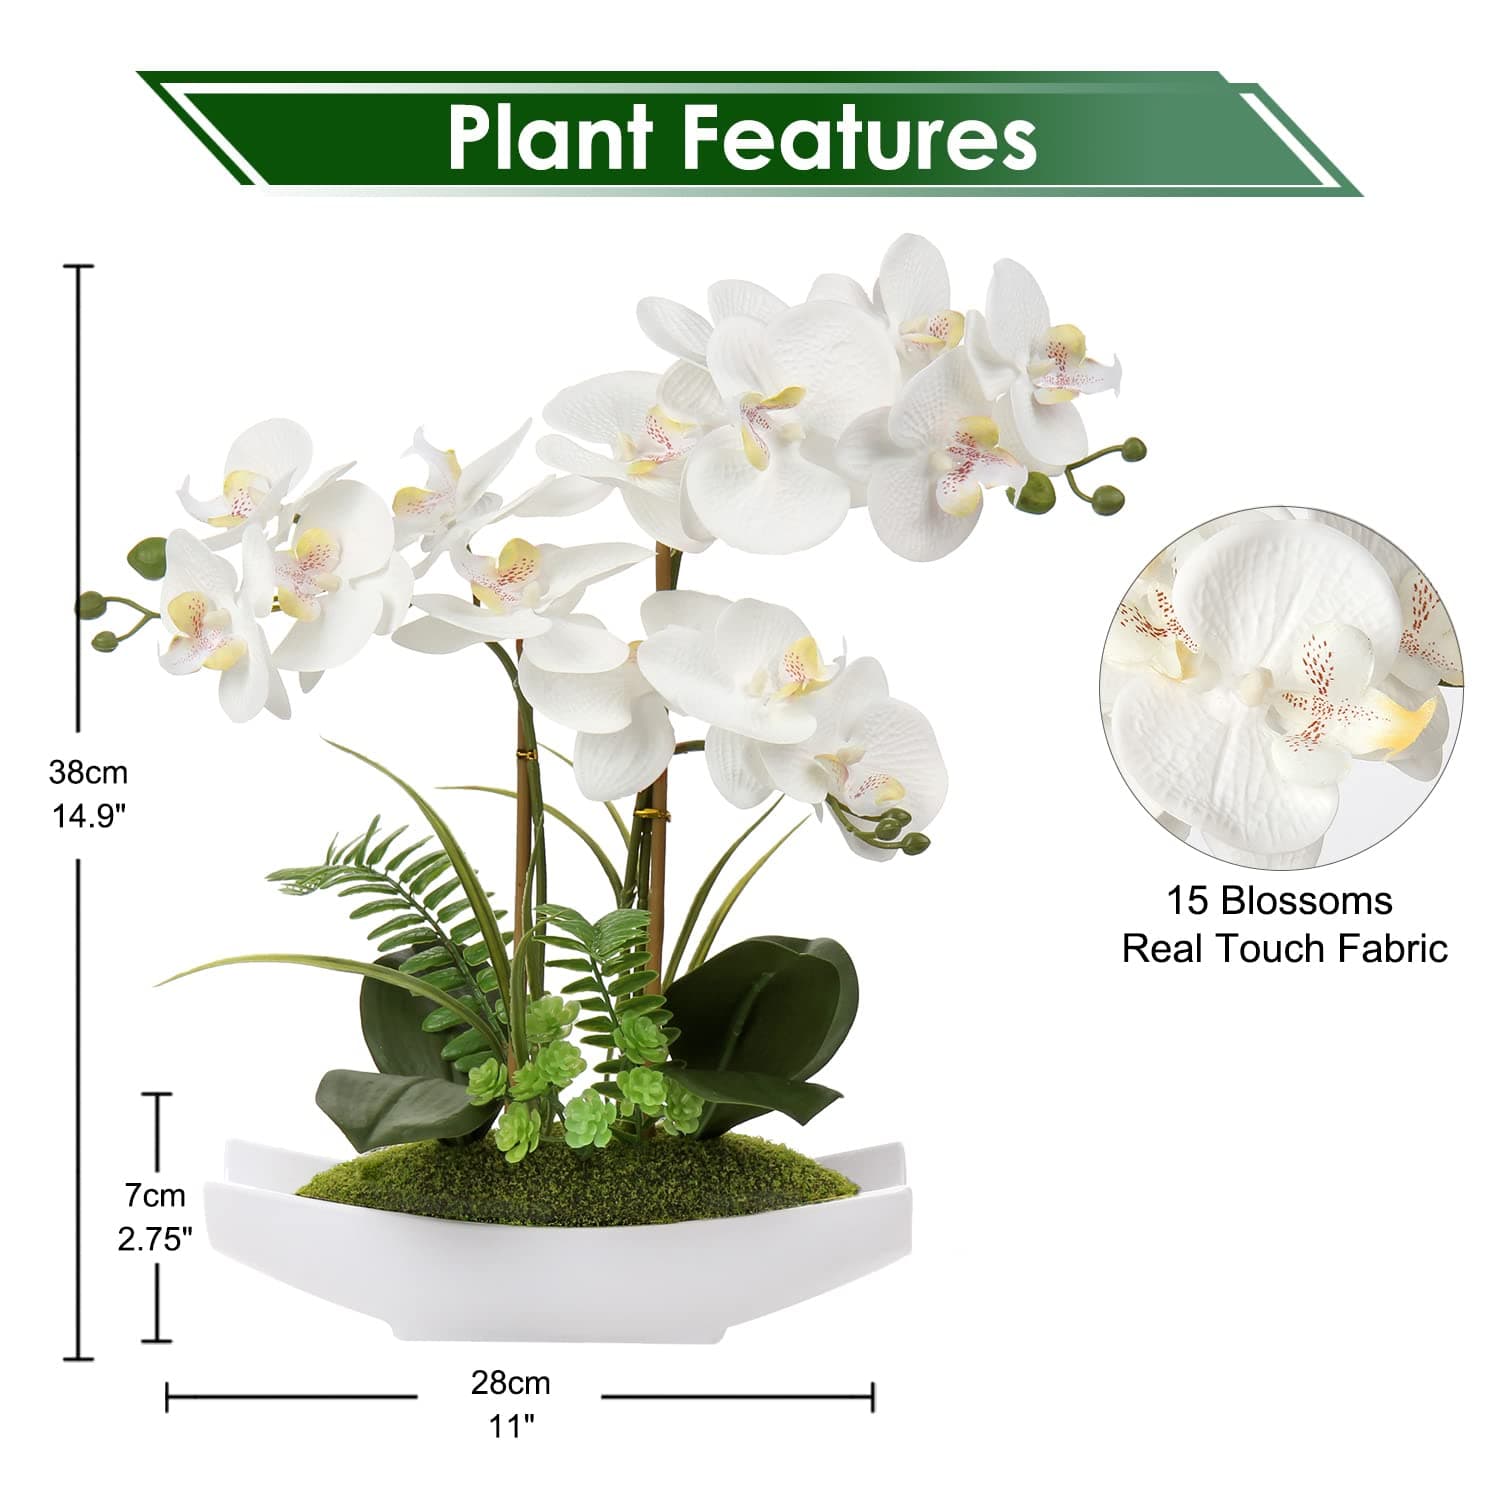 Plant Features
38cm
14.9"
15 Blossoms
Real Touch Fabric
7cm
2.75"
28cm
11"